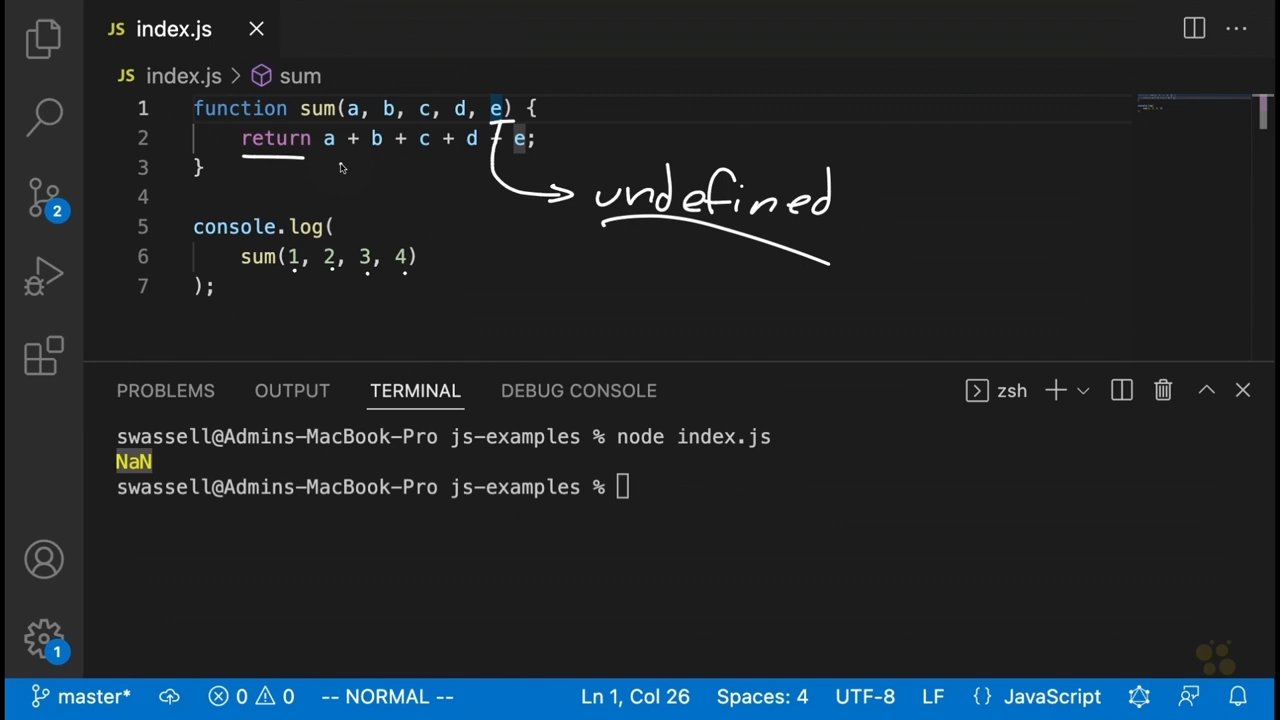 JS index.js
JS index.js > sum
1 function sum(a, b, c, d, e) {
2 return a + b + c + d + e;
3 }
undefined
4
5 console.log(
6 sum(1, 2, 3, 4)
7 );
PROBLEMS OUTPUT TERMINAL DEBUG CONSOLE zsh
swassell@Admins-MacBook-Pro js-examples % node index.js
NaN
swassell@Admins-MacBook-Pro js-examples %
2
1
master* 0 0 -- NORMAL -- Ln 1, Col 26 Spaces: 4 UTF-8 LF {} JavaScript